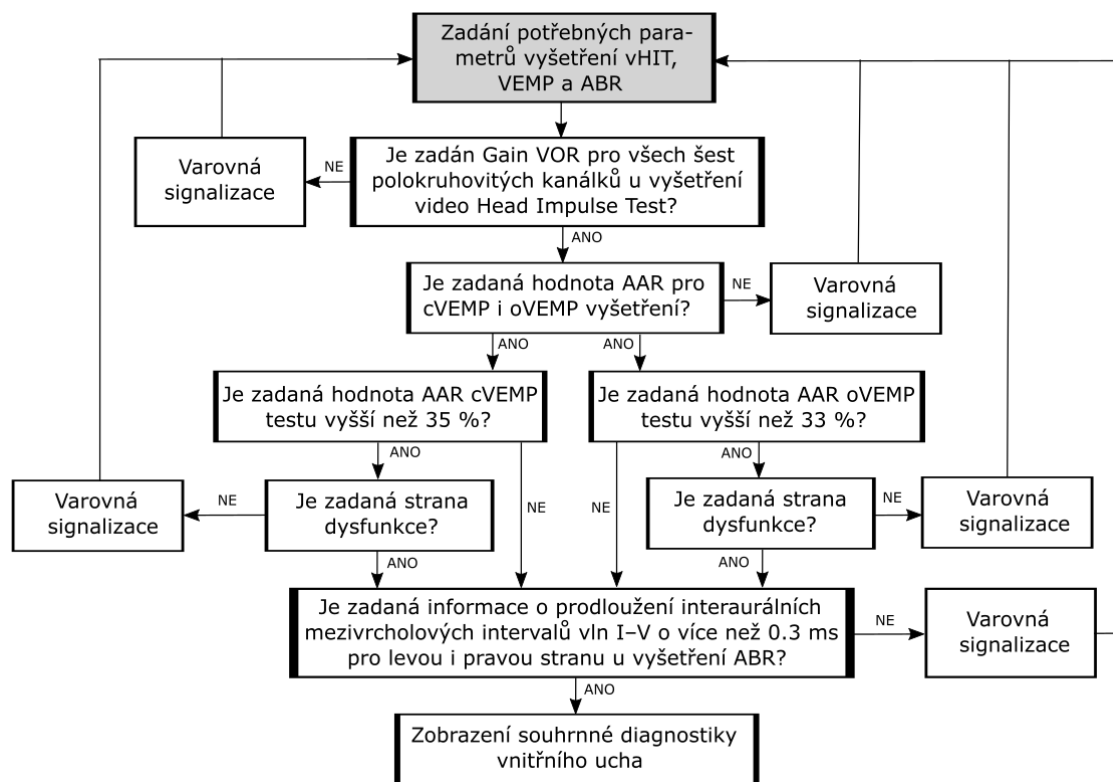 Zadání potřebných para-
metrů vyšetření vHIT,
VEMP a ABR
Varovná
signalizace
NE
Je zadán Gain VOR pro všech šest
polokruhovitých kanálků u vyšetření
video Head Impulse Test?
ANO
Je zadaná hodnota AAR pro
cVEMP i oVEMP vyšetření?
NE
Varovná
signalizace
ANO
ANO
Je zadaná hodnota AAR cVEMP
testu vyšší než 35 %?
Je zadaná hodnota AAR oVEMP
testu vyšší než 33 %?
ANO
ANO
Varovná
signalizace
NE
Je zadaná strana
dysfunkce?
NE
NE
Je zadaná strana
dysfunkce?
NE
Varovná
signalizace
ANO
ANO
Je zadaná informace o prodloužení interaurálních
mezivrcholových intervalů vln I–V o více než 0.3 ms
pro levou i pravou stranu u vyšetření ABR?
NE
Varovná
signalizace
ANO
Zobrazení souhrnné diagnostiky
vnitřního ucha